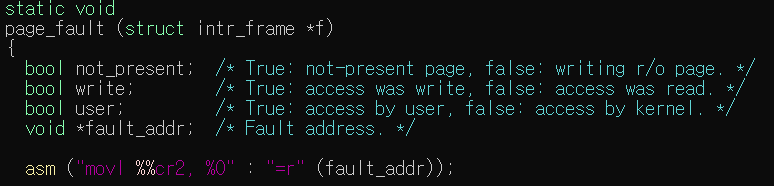 static void
page_fault (struct intr_frame *f)
{
  bool not_present;  /* True: not-present page, false: writing r/o page. */
  bool write;        /* True: access was write, false: access was read. */
  bool user;         /* True: access by user, false: access by kernel. */
  void *fault_addr;  /* Fault address. */

  asm ("movl %%cr2, %0" : "=r" (fault_addr));